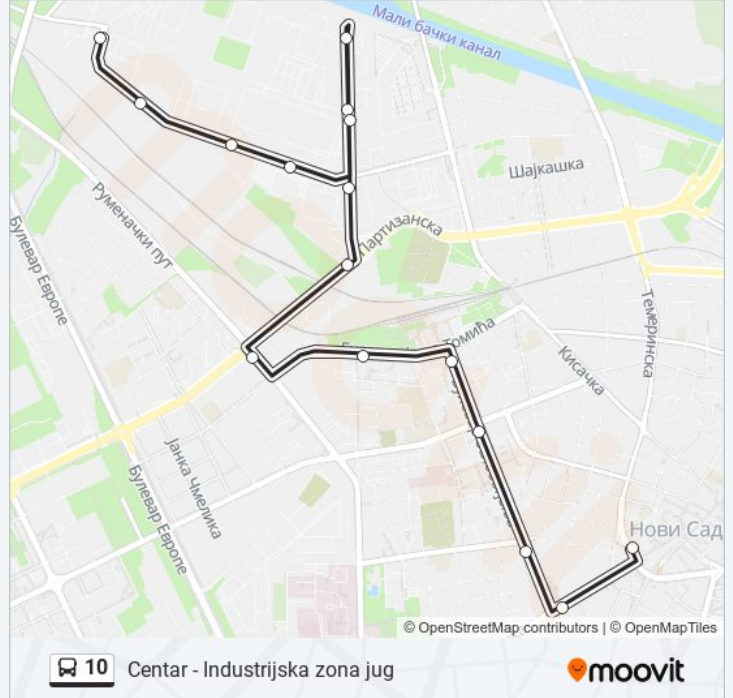 Мали бачки канал
Шајкашка
Партизанска
Руменачки пут
Булевар Европе
Темеринска
Кисачка
Јанка Чмелика
Булевар Европе
Нови Сад
© OpenStreetMap contributors | © OpenMapTiles
10 Centar - Industrijska zona jug
moovit